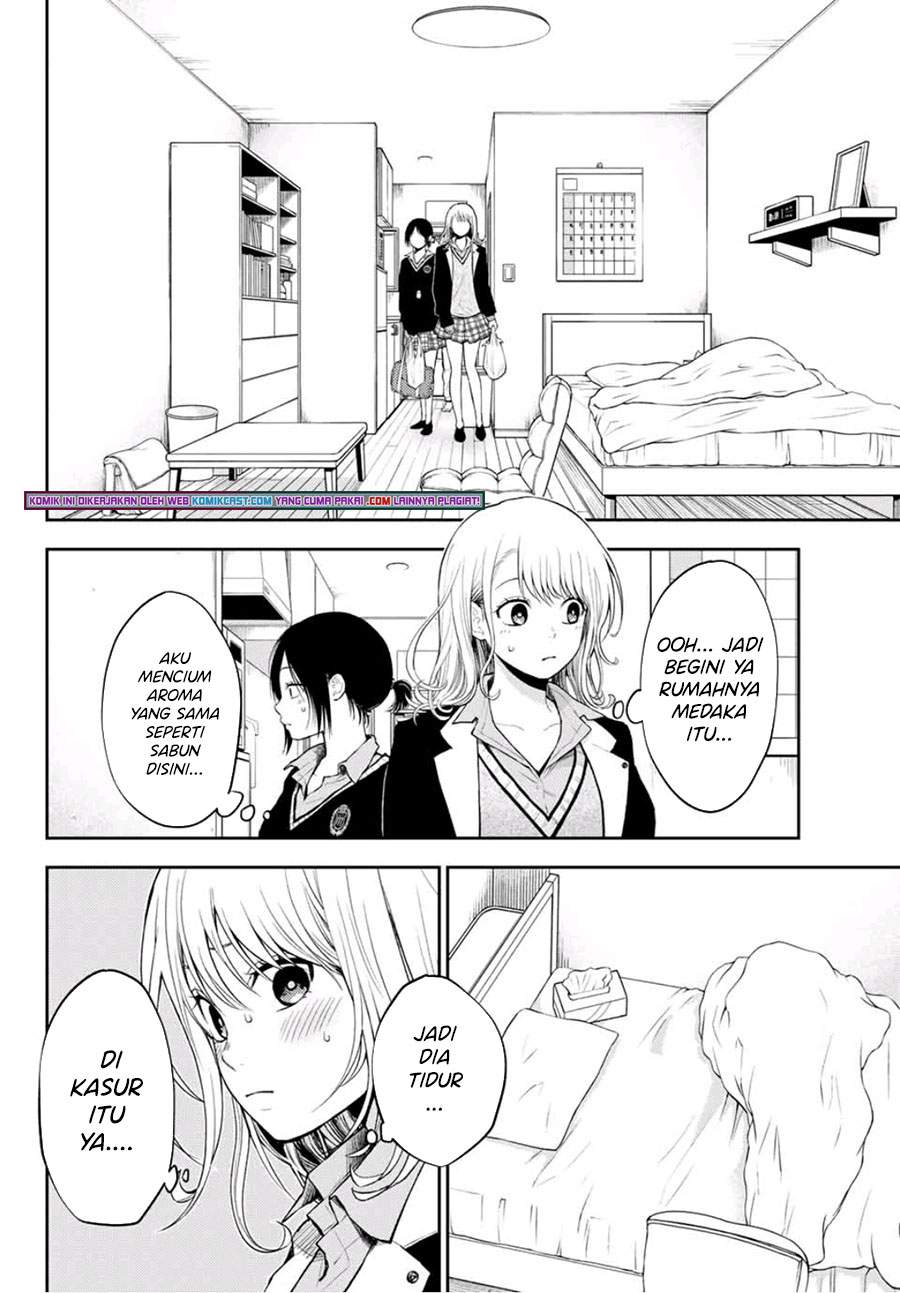 KOMIK INI DIKERJAKAN OLEH WEB KOMIKCAST.COM YANG CUMA PAKAI .COM LAINNYA PLAGIAT!
OOH... JADI
BEGINI YA
RUMAHNYA
MEDAKA
ITU...
AKU
MENCIUM
AROMA
YANG SAMA
SEPERTI
SABUN
DISINI...
JADI
DIA
TIDUR
...
DI
KASUR
ITU
YA....